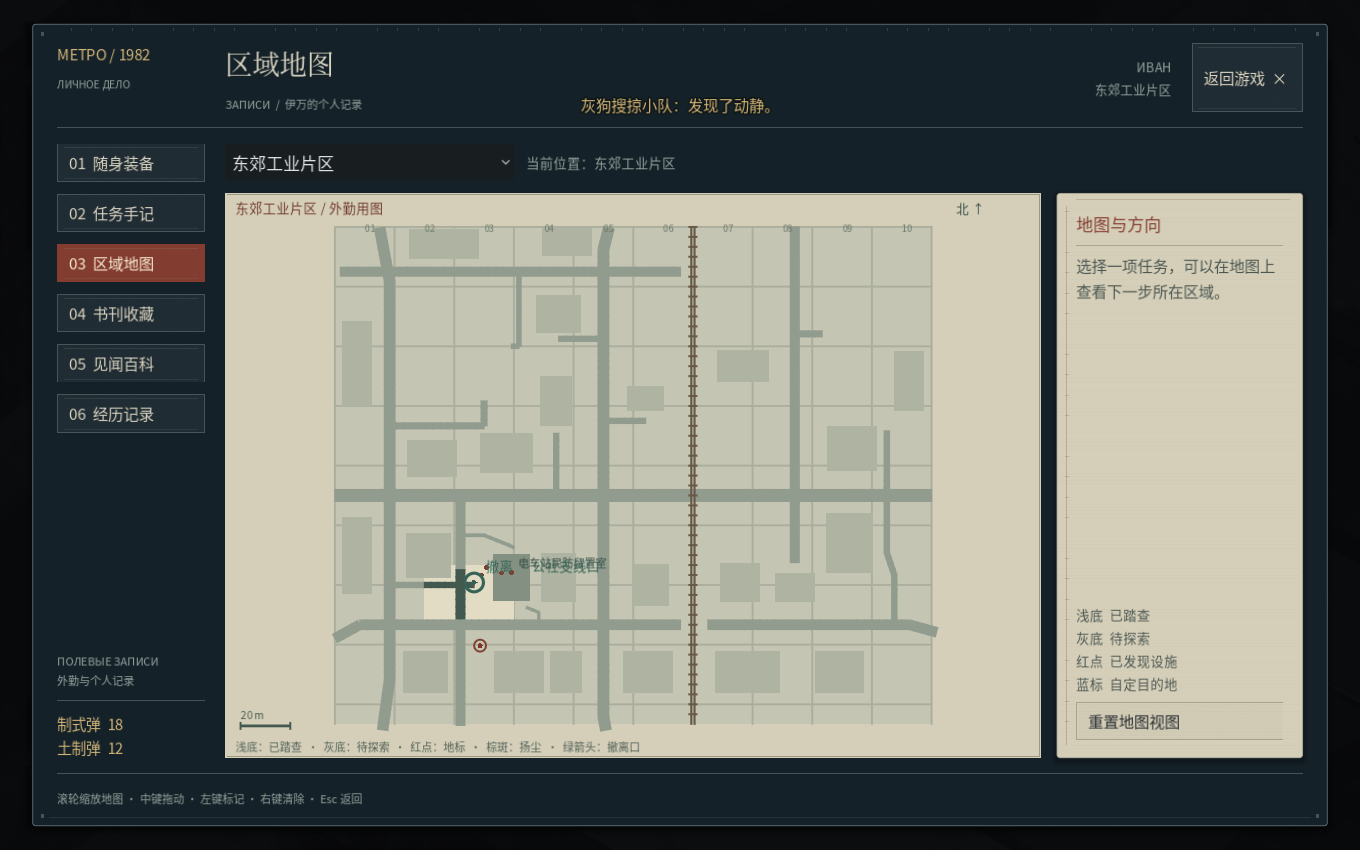 МЕТРО / 1982
ЛИЧНОЕ ДЕЛО
区域地图
ЗАПИСИ / 伊万的个人记录
灰狗搜掠小队：发现了动静。
ИВАН
东郊工业片区
返回游戏 ×
01 随身装备
02 任务手记
03 区域地图
04 书刊收藏
05 见闻百科
06 经历记录
ПОЛЕВЫЕ ЗАПИСИ
外勤与个人记录
制式弹 18
土制弹 12
东郊工业片区
当前位置：东郊工业片区
东郊工业片区 / 外勤用图
北 ↑
01 02 03 04 05 06 07 08 09 10
撤离
20m
浅底：已踏查 · 灰底：待探索 · 红点：地标 · 棕斑：扬尘 · 绿箭头：撤离口
地图与方向
选择一项任务，可以在地图上
查看下一步所在区域。
浅底 已踏查
灰底 待探索
红点 已发现设施
蓝标 自定目的地
重置地图视图
滚轮缩放地图 · 中键拖动 · 左键标记 · 右键清除 · Esc 返回